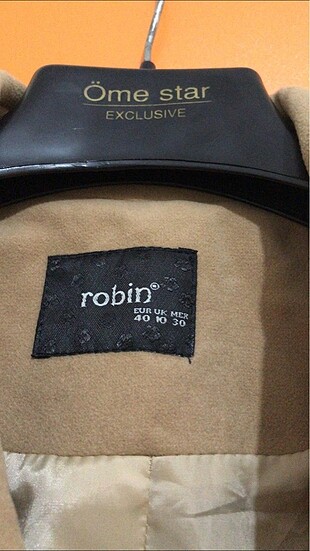 Öme star
EXCLUSIVE
robin®
EUR UK MEX
40 10 30